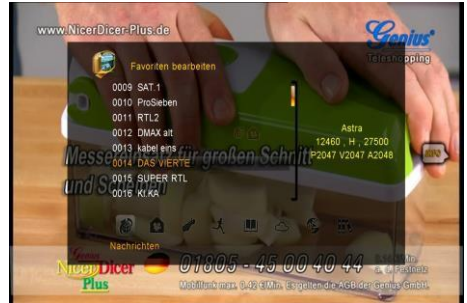 www.NicerDicer-Plus.de
Genius
Teleshopping
Favoriten bearbeiten
0009 SAT.1
0010 ProSieben
0011 RTL2
0012 DMAX alt
0013 kabel eins
0014 DAS VIERTE
0015 SUPER RTL
0016 KI.KA
Astra
12460 , H , 27500
P2047 V2047 A2048
Messereinsatz für großen Schnitt
und Scheiben
Nachrichten
Genius
Nicer Dicer
Plus
01805 - 45 00 40 44
a. d. Festnetz
Mobilfunk max. 0,42 €/Min. Es gelten die AGB der Genius GmbH.